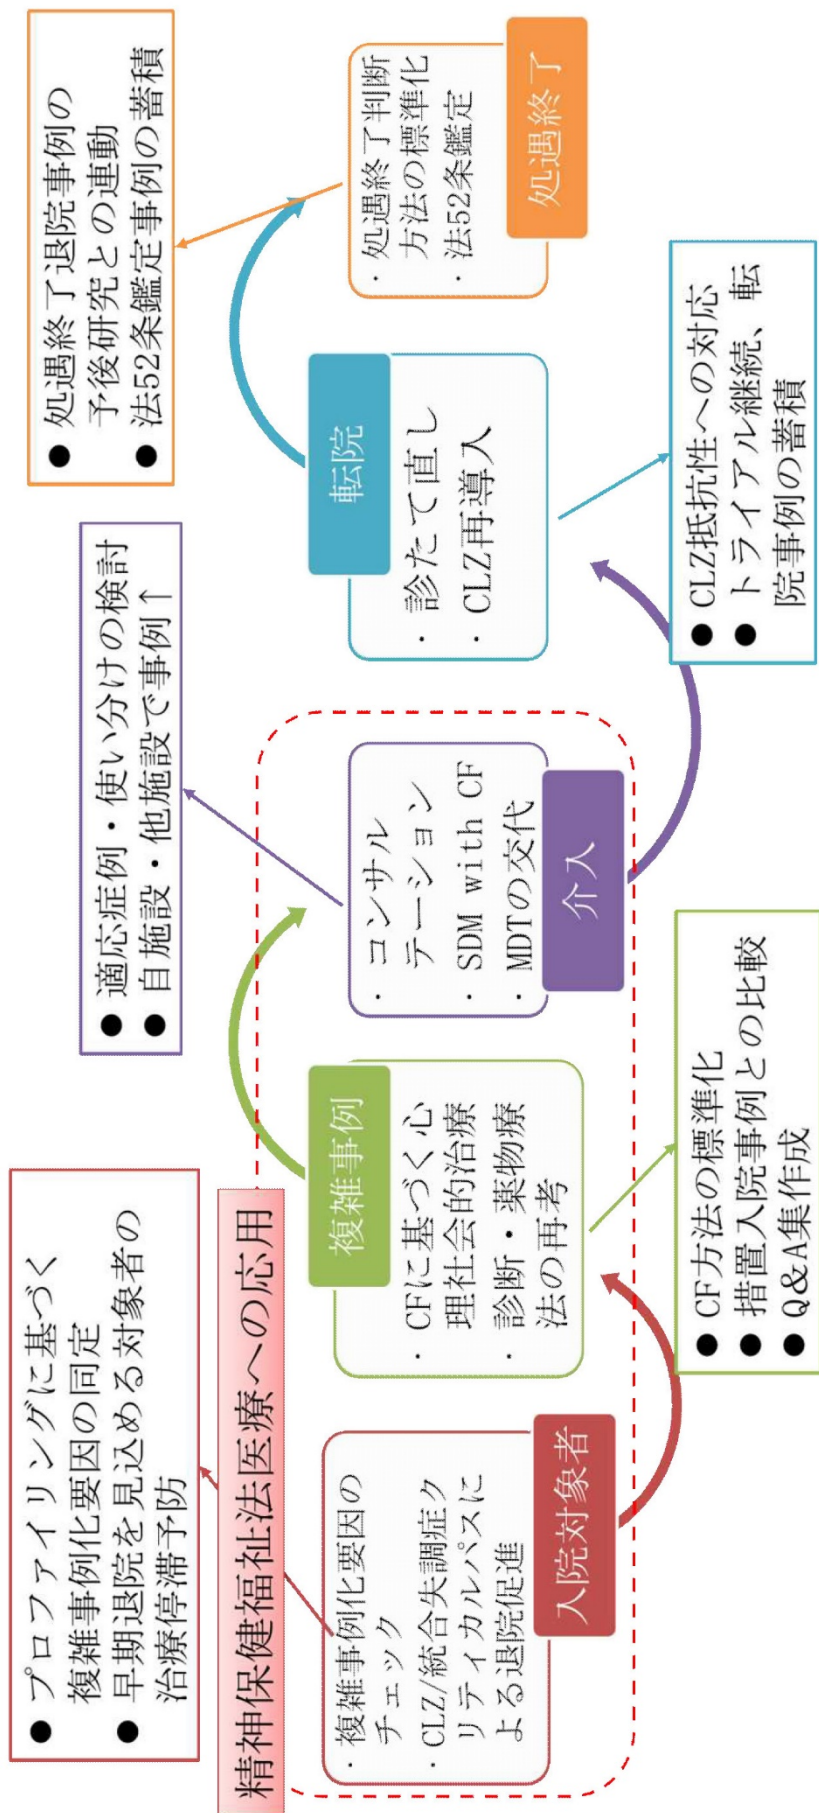 ● プロファイリングに基づく
複雑事例化要因の同定
● 早期退院を見込める対象者の
治療停滞予防
精神保健福祉法医療への応用
・複雑事例化要因の
チェック
・CLZ/統合失調症ク
リティカルパスに
よる退院促進
入院対象者
複雑事例
・CFに基づく心
理社会的治療
・診断・薬物療
法の再考
● CF方法の標準化
● 措置入院事例との比較
● Q&A集作成
● 適応症例・使い分けの検討
● 自施設・他施設で事例↑
・コンサル
テーション
・SDM with CF
・MDTの交代
介入
転院
・診たて直し
・CLZ再導入
● CLZ抵抗性への対応
● トライアル継続、転
院事例の蓄積
● 処遇終了退院事例の
予後研究との連動
● 法52条鑑定事例の蓄積
・処遇終了判断
方法の標準化
・法52条鑑定
処遇終了